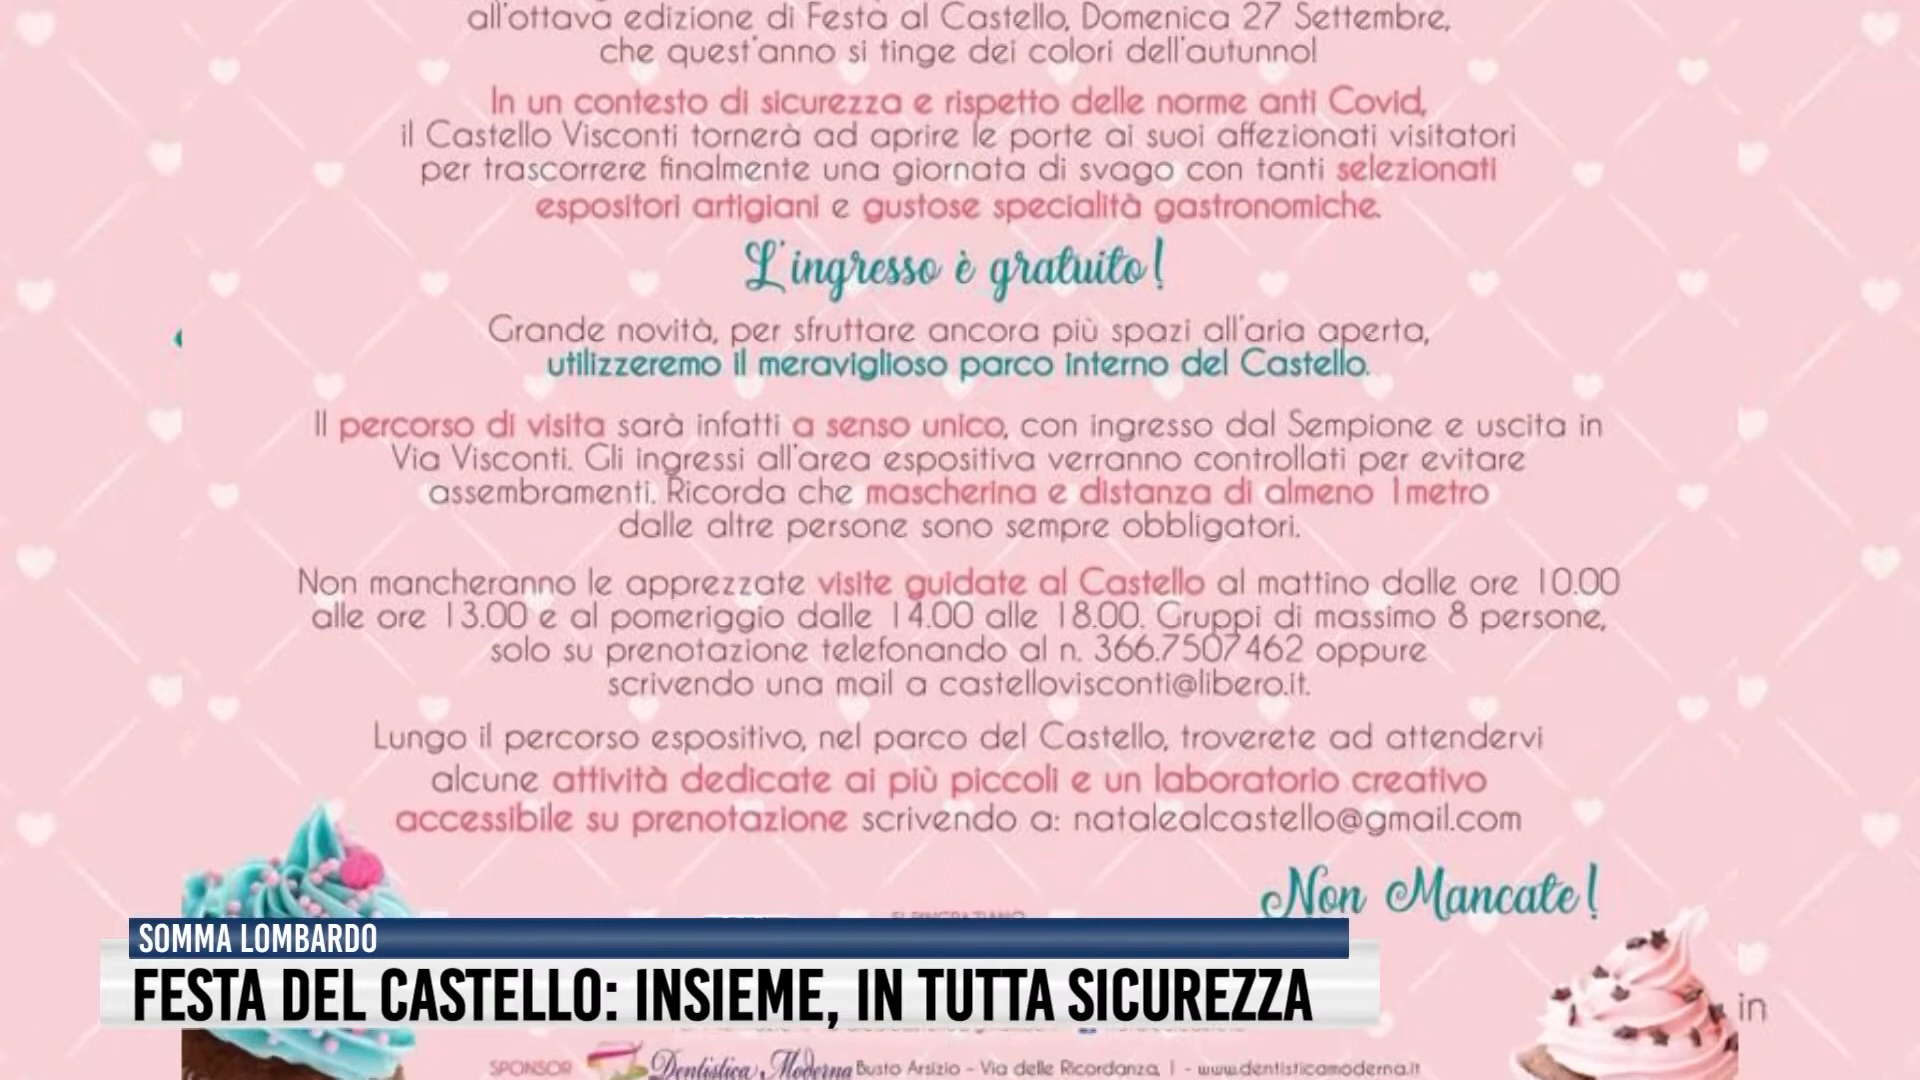 all'ottava edizione di Festa al Castello, Domenica 27 Settembre,
che quest'anno si tinge dei colori dell'autunno!
In un contesto di sicurezza e rispetto delle norme anti Covid,
il Castello Visconti tornerà ad aprire le porte ai suoi affezionati visitatori
per trascorrere finalmente una giornata di svago con tanti selezionati
espositori artigiani e gustose specialità gastronomiche.
L'ingresso è gratuito!
Grande novità, per sfruttare ancora più spazi all'aria aperta,
utilizzeremo il meraviglioso parco interno del Castello.
Il percorso di visita sarà infatti a senso unico, con ingresso dal Sempione e uscita in
Via Visconti. Gli ingressi all'area espositiva verranno controllati per evitare
assembramenti. Ricorda che mascherina e distanza di almeno 1metro
dalle altre persone sono sempre obbligatori.
Non mancheranno le apprezzate visite guidate al Castello al mattino dalle ore 10.00
alle ore 13.00 e al pomeriggio dalle 14.00 alle 18.00. Gruppi di massimo 8 persone,
solo su prenotazione telefonando al n. 366.7507462 oppure
scrivendo una mail a castellovisconti@libero.it.
Lungo il percorso espositivo, nel parco del Castello, troverete ad attendervi
alcune attività dedicate ai più piccoli e un laboratorio creativo
accessibile su prenotazione scrivendo a: natalealcastello@gmail.com
Non Mancate!
SOMMA LOMBARDO
FESTA DEL CASTELLO: INSIEME, IN TUTTA SICUREZZA
in
SPONSOR Dentistica Moderna Busto Arsizio - Via delle Ricordanza, 1 - www.dentisticamoderna.it